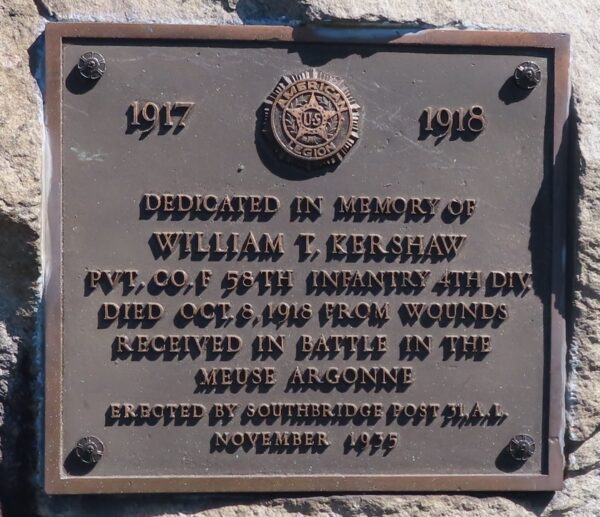 1917 AMERICAN 1918
U·S
LEGION
DEDICATED IN MEMORY OF
WILLIAM T. KERSHAW
PVT. CO. F 58TH INFANTRY 4TH DIV.
DIED OCT. 8, 1918 FROM WOUNDS
RECEIVED IN BATTLE IN THE
MEUSE ARGONNE
ERECTED BY SOUTHBRIDGE POST 31, A.L.
NOVEMBER 1935